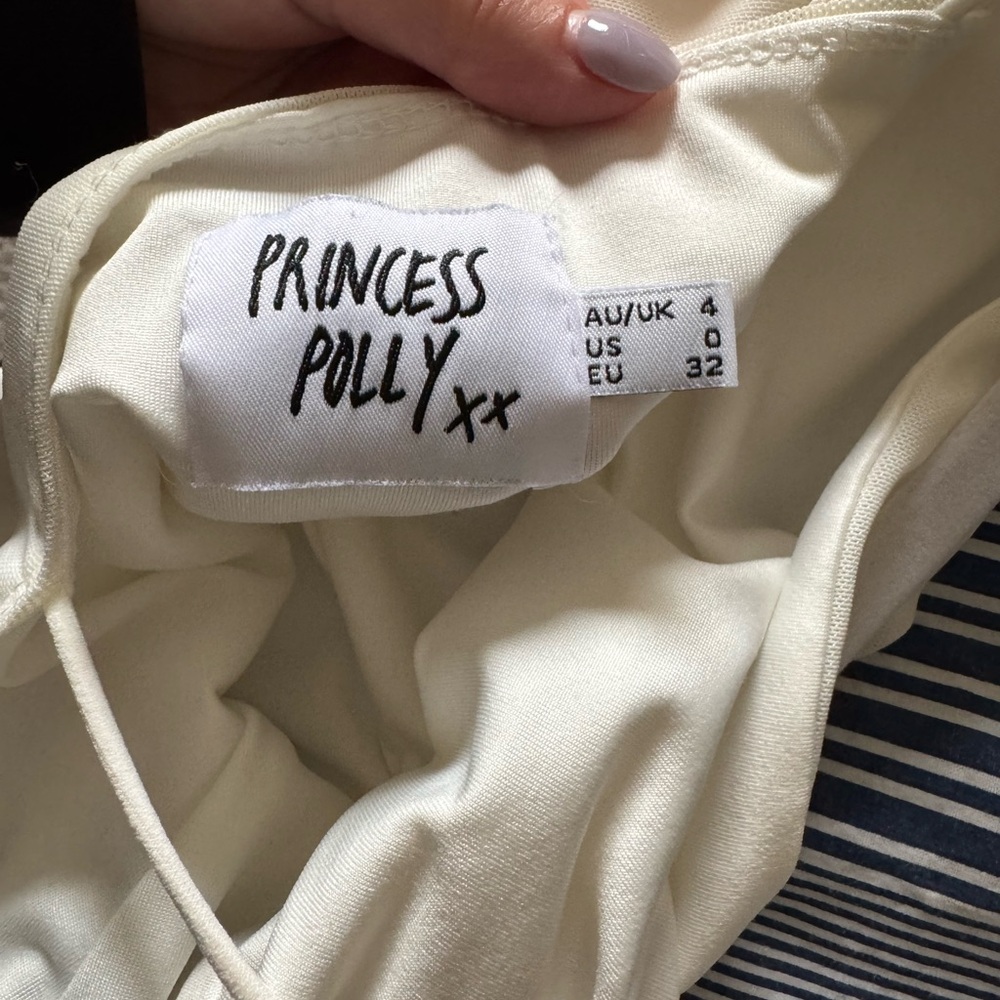 PRINCESS
POLLY xx
AU/UK 4
US 0
EU 32